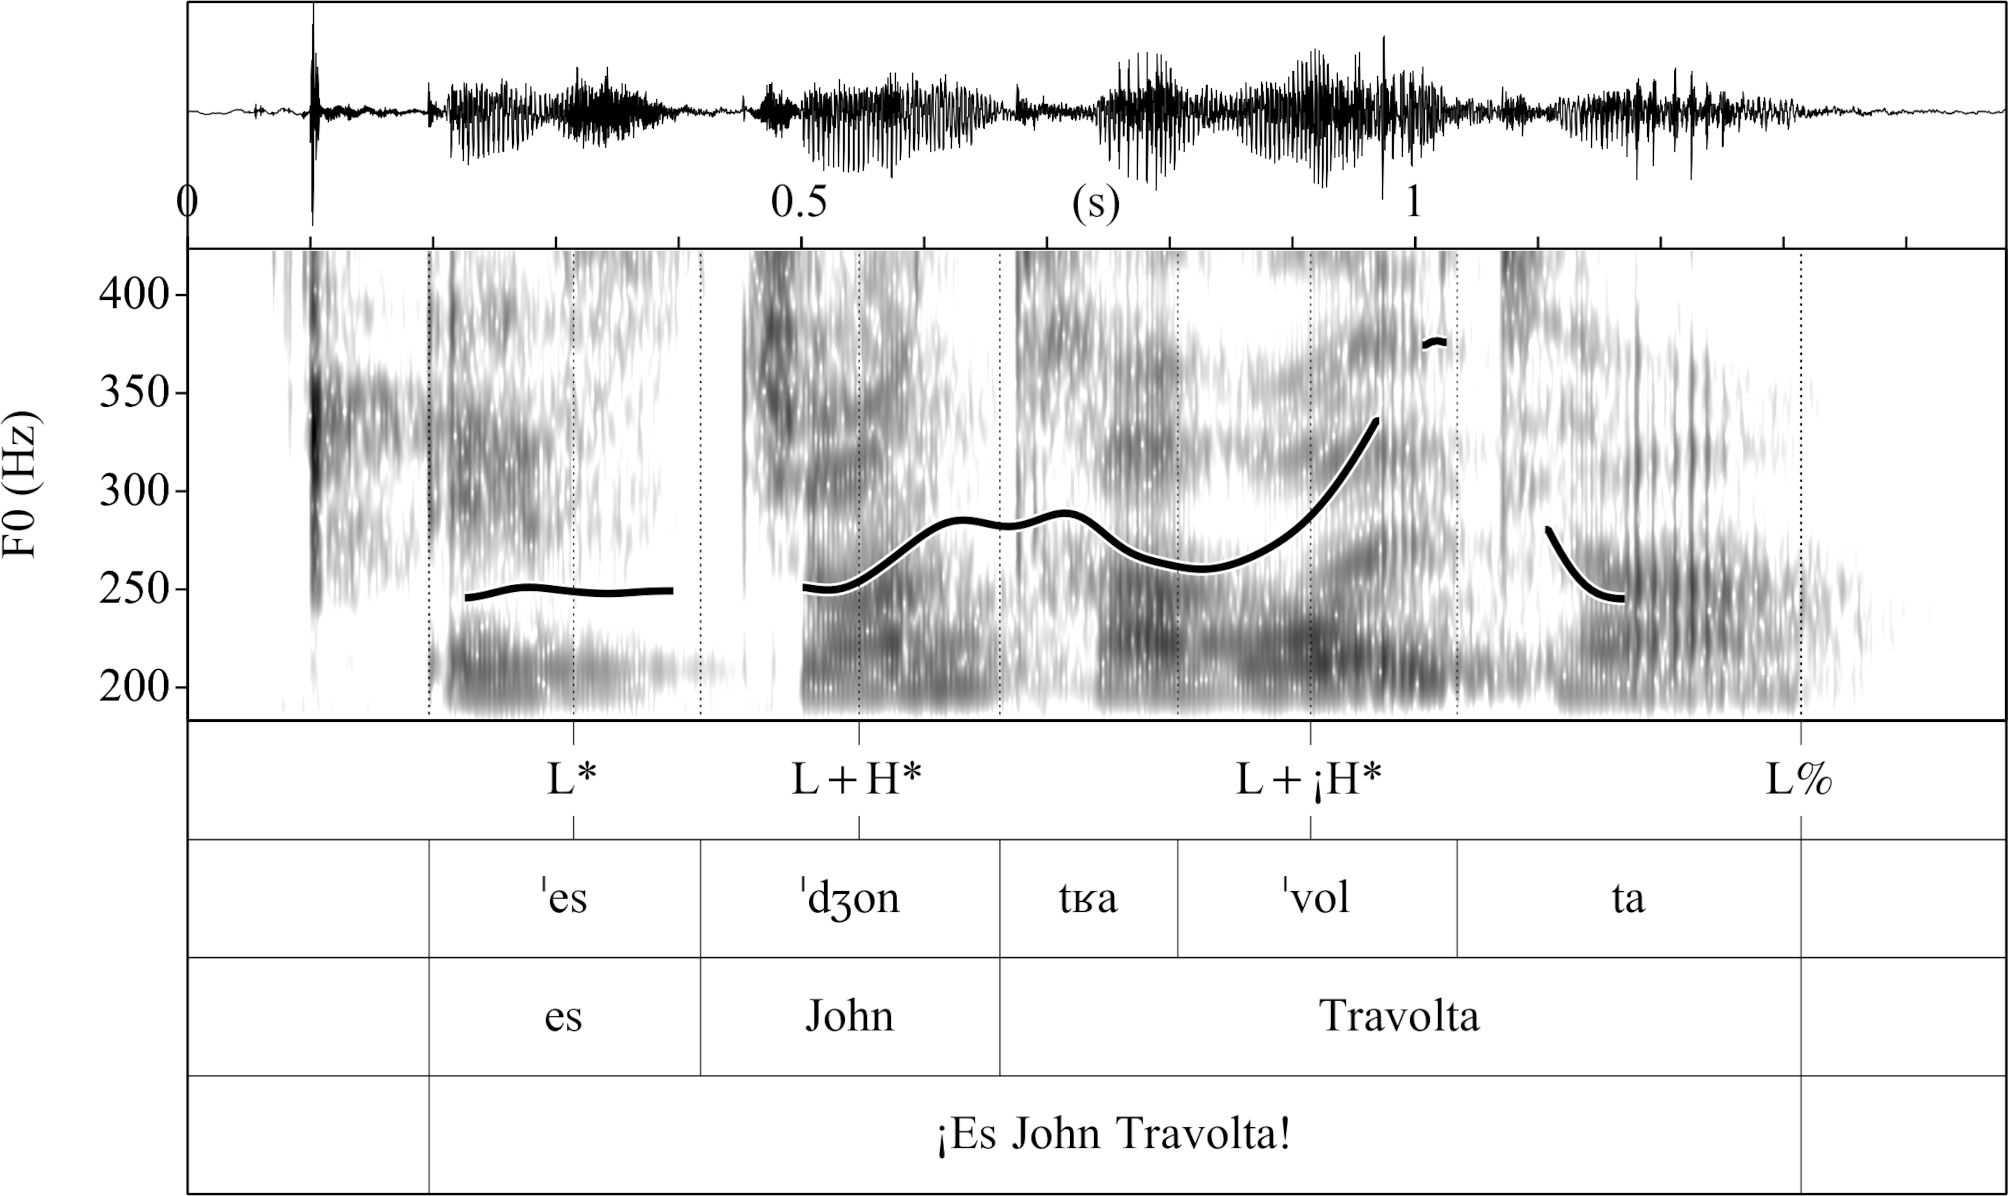 0 0.5 (s) 1
400
350
300
250
200
F0 (Hz)
L* L+H* L+¡H* L%
ˈes ˈdʒon tʁa ˈvol ta
es John Travolta
¡Es John Travolta!